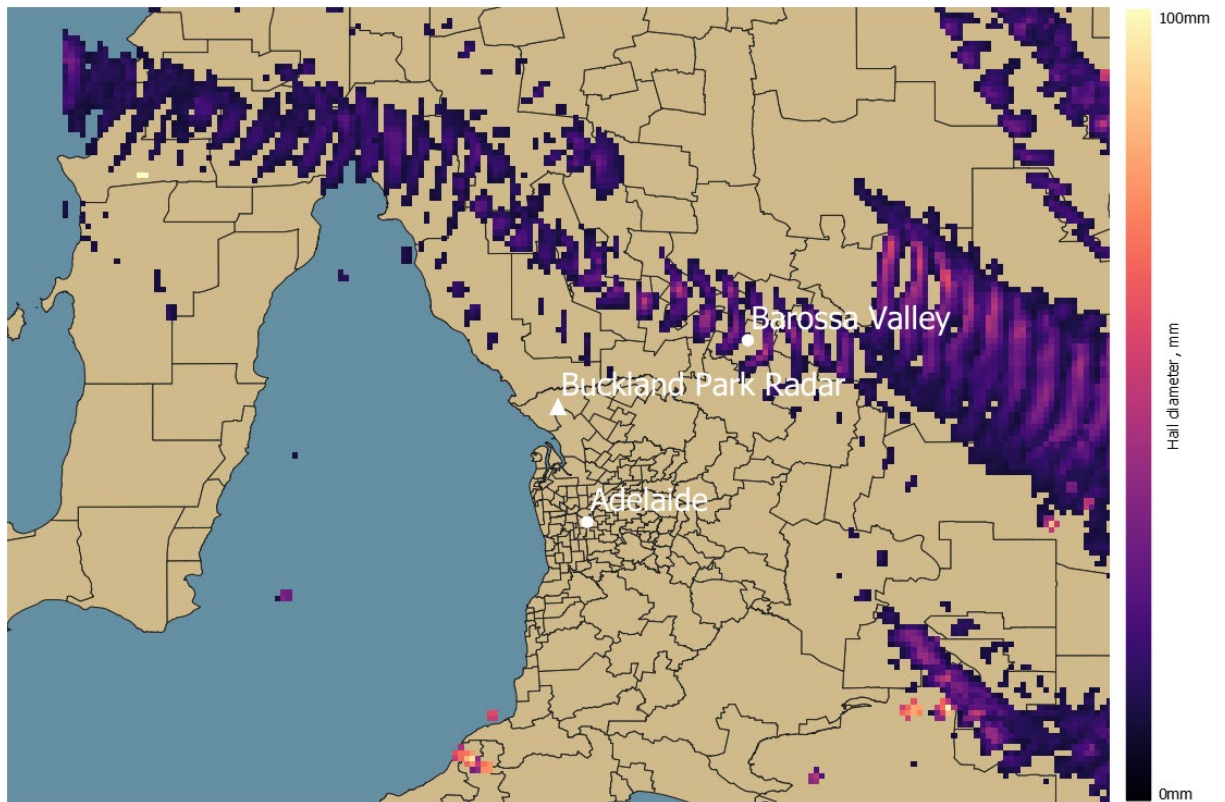 100mm
Barossa Valley
Buckland Park Radar
Hail diameter, mm
Adelaide
0mm